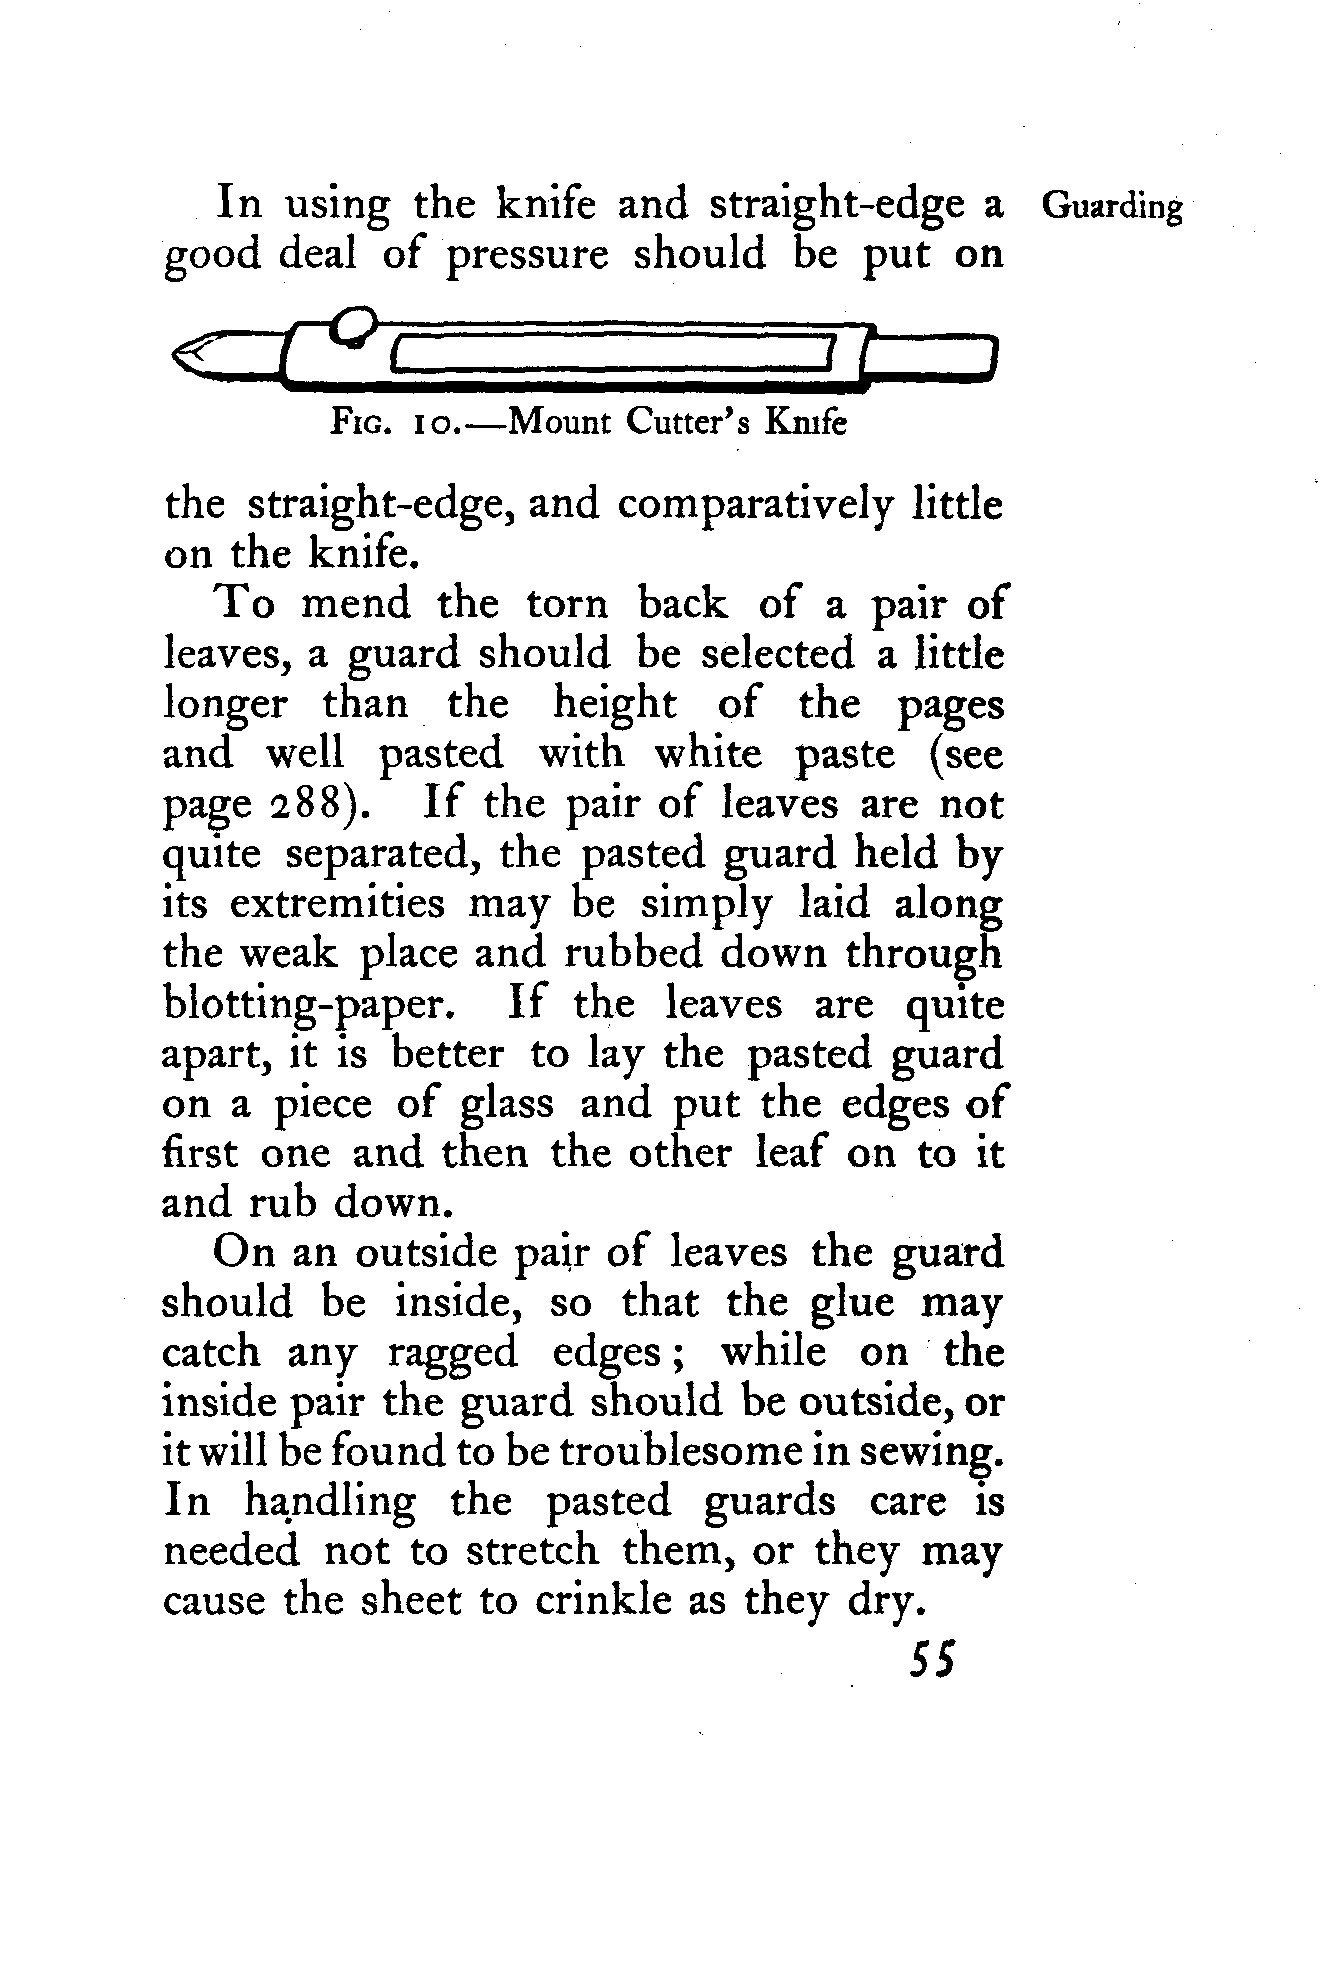 In using the knife and straight-edge a
Guarding
good deal of pressure should be put on
FIG. 10.—Mount Cutter's Knife
the straight-edge, and comparatively little
on the knife.
To mend the torn back of a pair of
leaves, a guard should be selected a little
longer than the height of the pages
and well pasted with white paste (see
page 288). If the pair of leaves are not
quite separated, the pasted guard held by
its extremities may be simply laid along
the weak place and rubbed down through
blotting-paper. If the leaves are quite
apart, it is better to lay the pasted guard
on a piece of glass and put the edges of
first one and then the other leaf on to it
and rub down.
On an outside pair of leaves the guard
should be inside, so that the glue may
catch any ragged edges; while on the
inside pair the guard should be outside, or
it will be found to be troublesome in sewing.
In handling the pasted guards care is
needed not to stretch them, or they may
cause the sheet to crinkle as they dry.
55